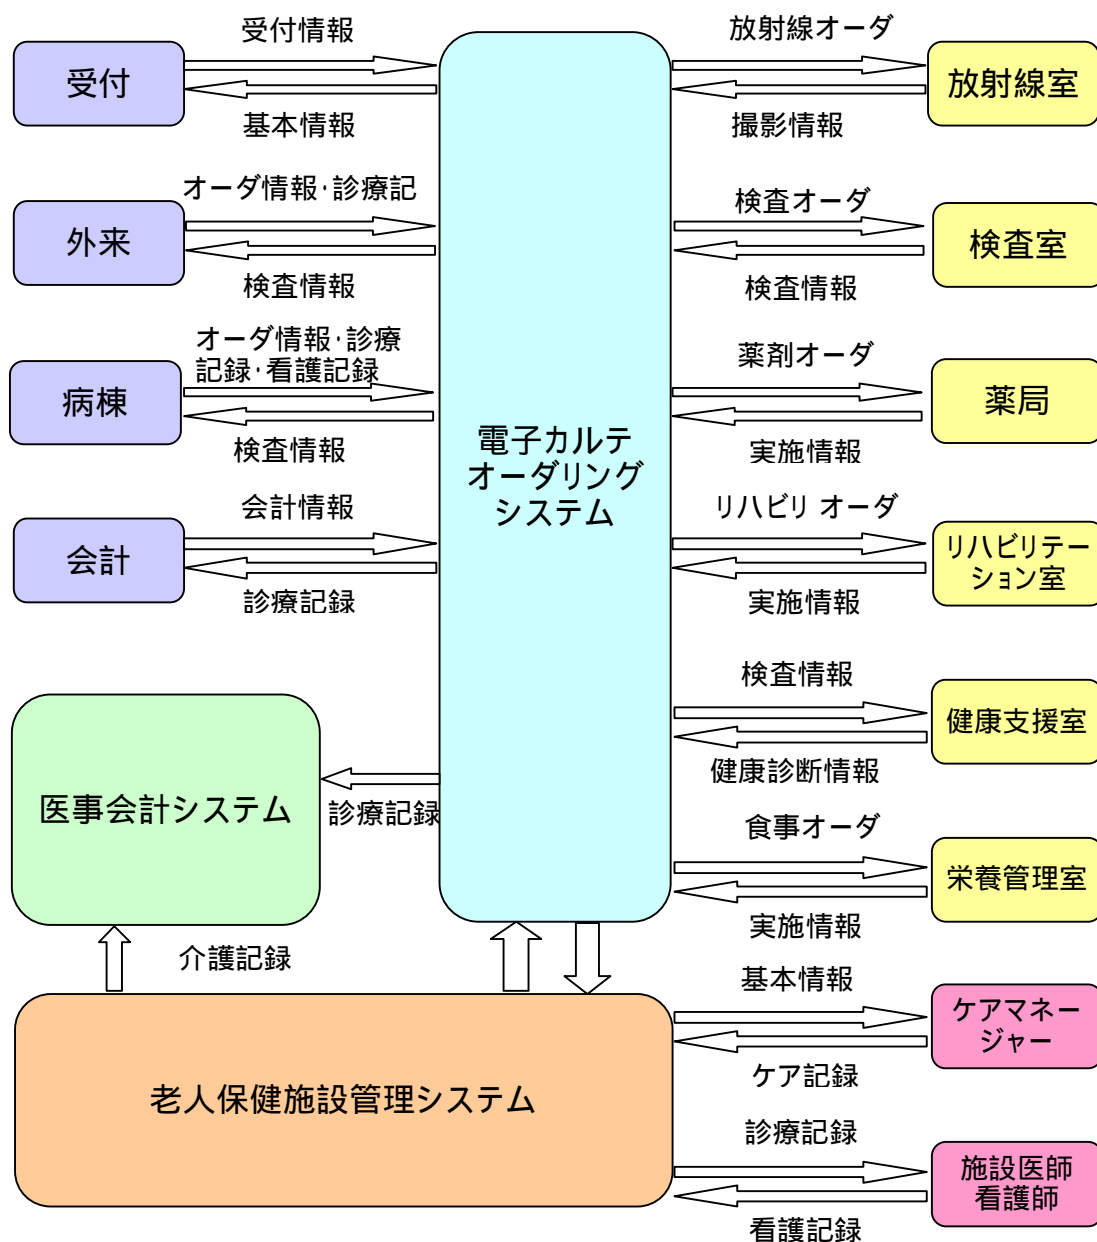 受付情報
受付
基本情報
オーダ情報･診療記
外来
検査情報
オーダ情報･診療
記録･看護記録
病棟
検査情報
会計情報
会計
診療記録
電子カルテ
オーダリング
システム
放射線オーダ
放射線室
撮影情報
検査オーダ
検査室
検査情報
薬剤オーダ
薬局
実施情報
リハビリ オーダ
リハビリテー
ション室
実施情報
検査情報
健康支援室
健康診断情報
食事オーダ
栄養管理室
実施情報
医事会計システム
診療記録
介護記録
老人保健施設管理システム
基本情報
ケアマネー
ジャー
ケア記録
診療記録
施設医師
看護師
看護記録